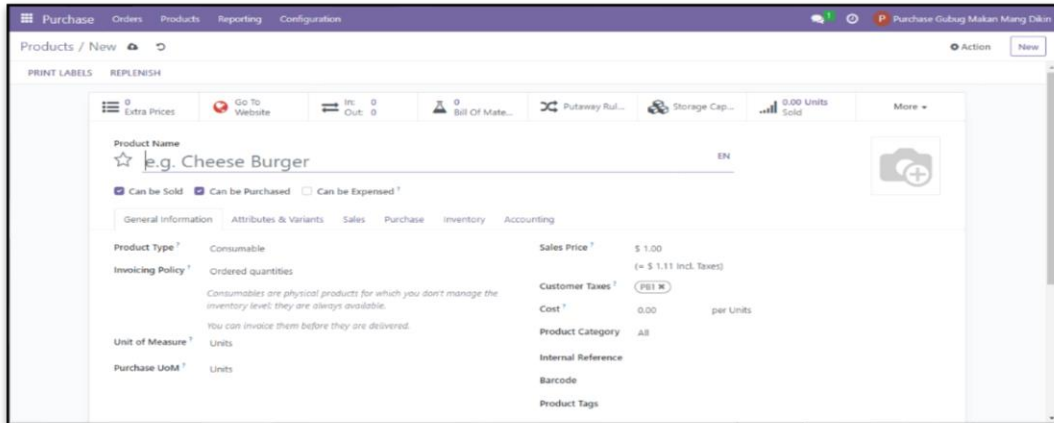 Purchase Orders Products Reporting Configuration 1 P Purchase Gubug Makan Mang Dikin
Products / New Action New
PRINT LABELS REPLENISH
0 Extra Prices
Go To Website
In: 0 Out: 0
0 Bill Of Mate...
Putaway Rul...
Storage Cap...
0.00 Units Sold
More
Product Name
e.g. Cheese Burger EN
Can be Sold Can be Purchased Can be Expensed ?
General Information Attributes & Variants Sales Purchase Inventory Accounting
Product Type ? Consumable
Invoicing Policy ? Ordered quantities
Consumables are physical products for which you don't manage the
inventory level: they are always available.
You can invoice them before they are delivered.
Unit of Measure ? Units
Purchase UoM ? Units
Sales Price ? $ 1.00
(= $ 1.11 Incl. Taxes)
Customer Taxes ? PB1 ×
Cost ? 0.00 per Units
Product Category All
Internal Reference
Barcode
Product Tags